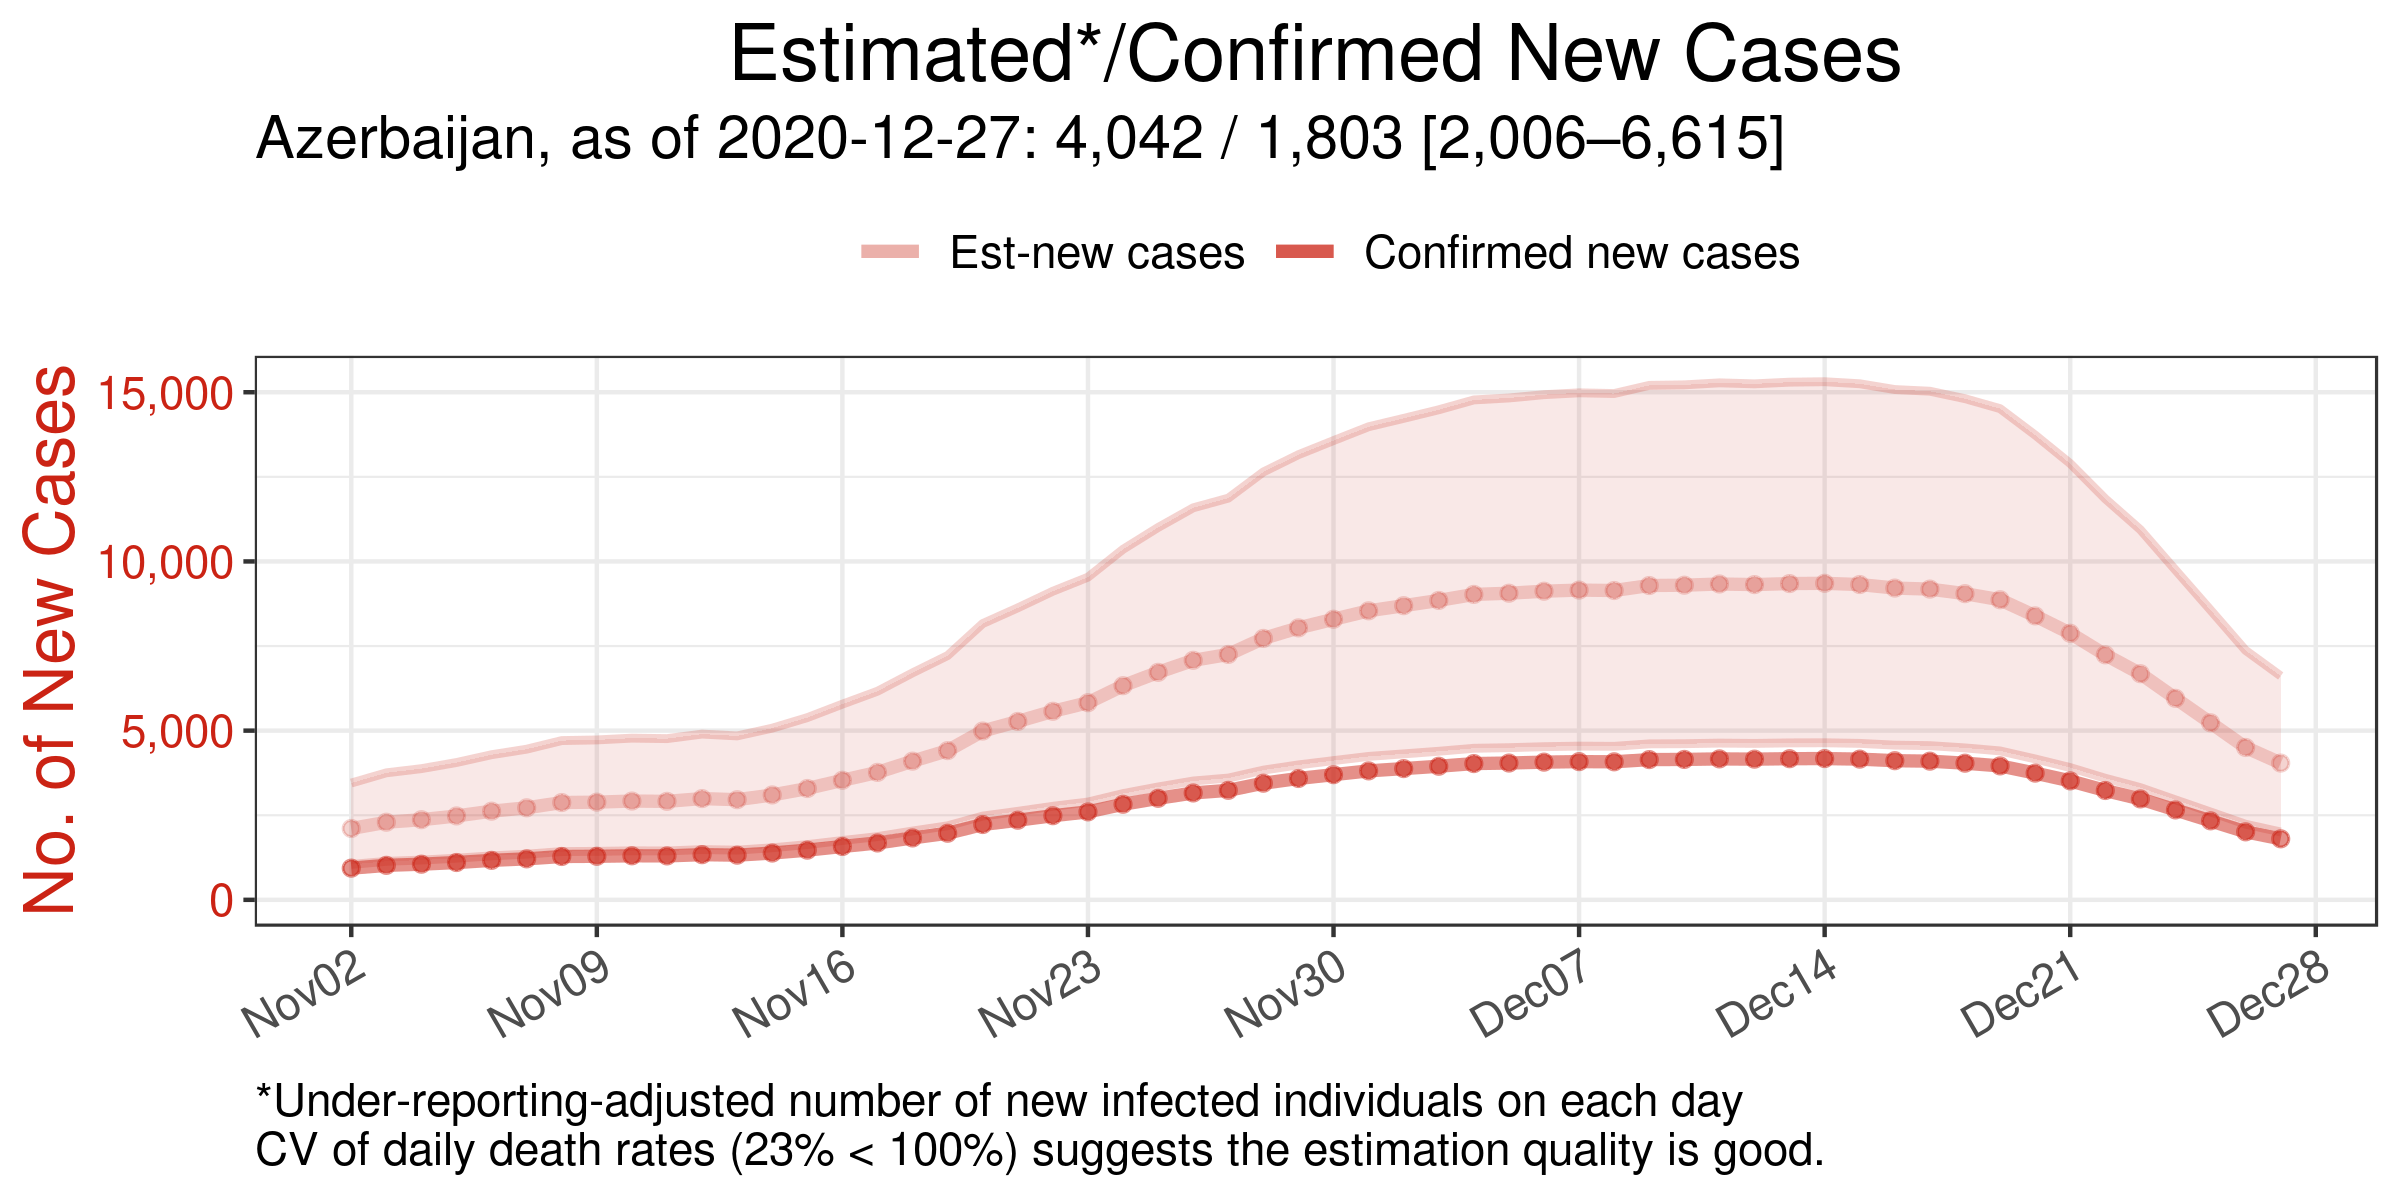 Estimated*/Confirmed New Cases
Azerbaijan, as of 2020-12-27: 4,042 / 1,803 [2,006–6,615]
Est-new cases
Confirmed new cases
No. of New Cases
15,000
10,000
5,000
0
Nov02
Nov09
Nov16
Nov23
Nov30
Dec07
Dec14
Dec21
Dec28
*Under-reporting-adjusted number of new infected individuals on each day
CV of daily death rates (23% < 100%) suggests the estimation quality is good.